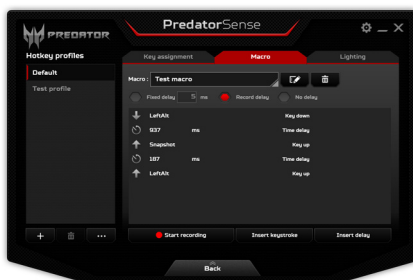 PREDATOR
PredatorSense
Hotkey profiles
Key assignment
Macro
Lighting
Default
Test profile
Macro : Test macro
Fixed delay 5 ms
Record delay
No delay
LeftAlt Key down
937 ms Time delay
Snapshot Key up
187 ms Time delay
LeftAlt Key up
+
...
Start recording
Insert keystroke
Insert delay
Back